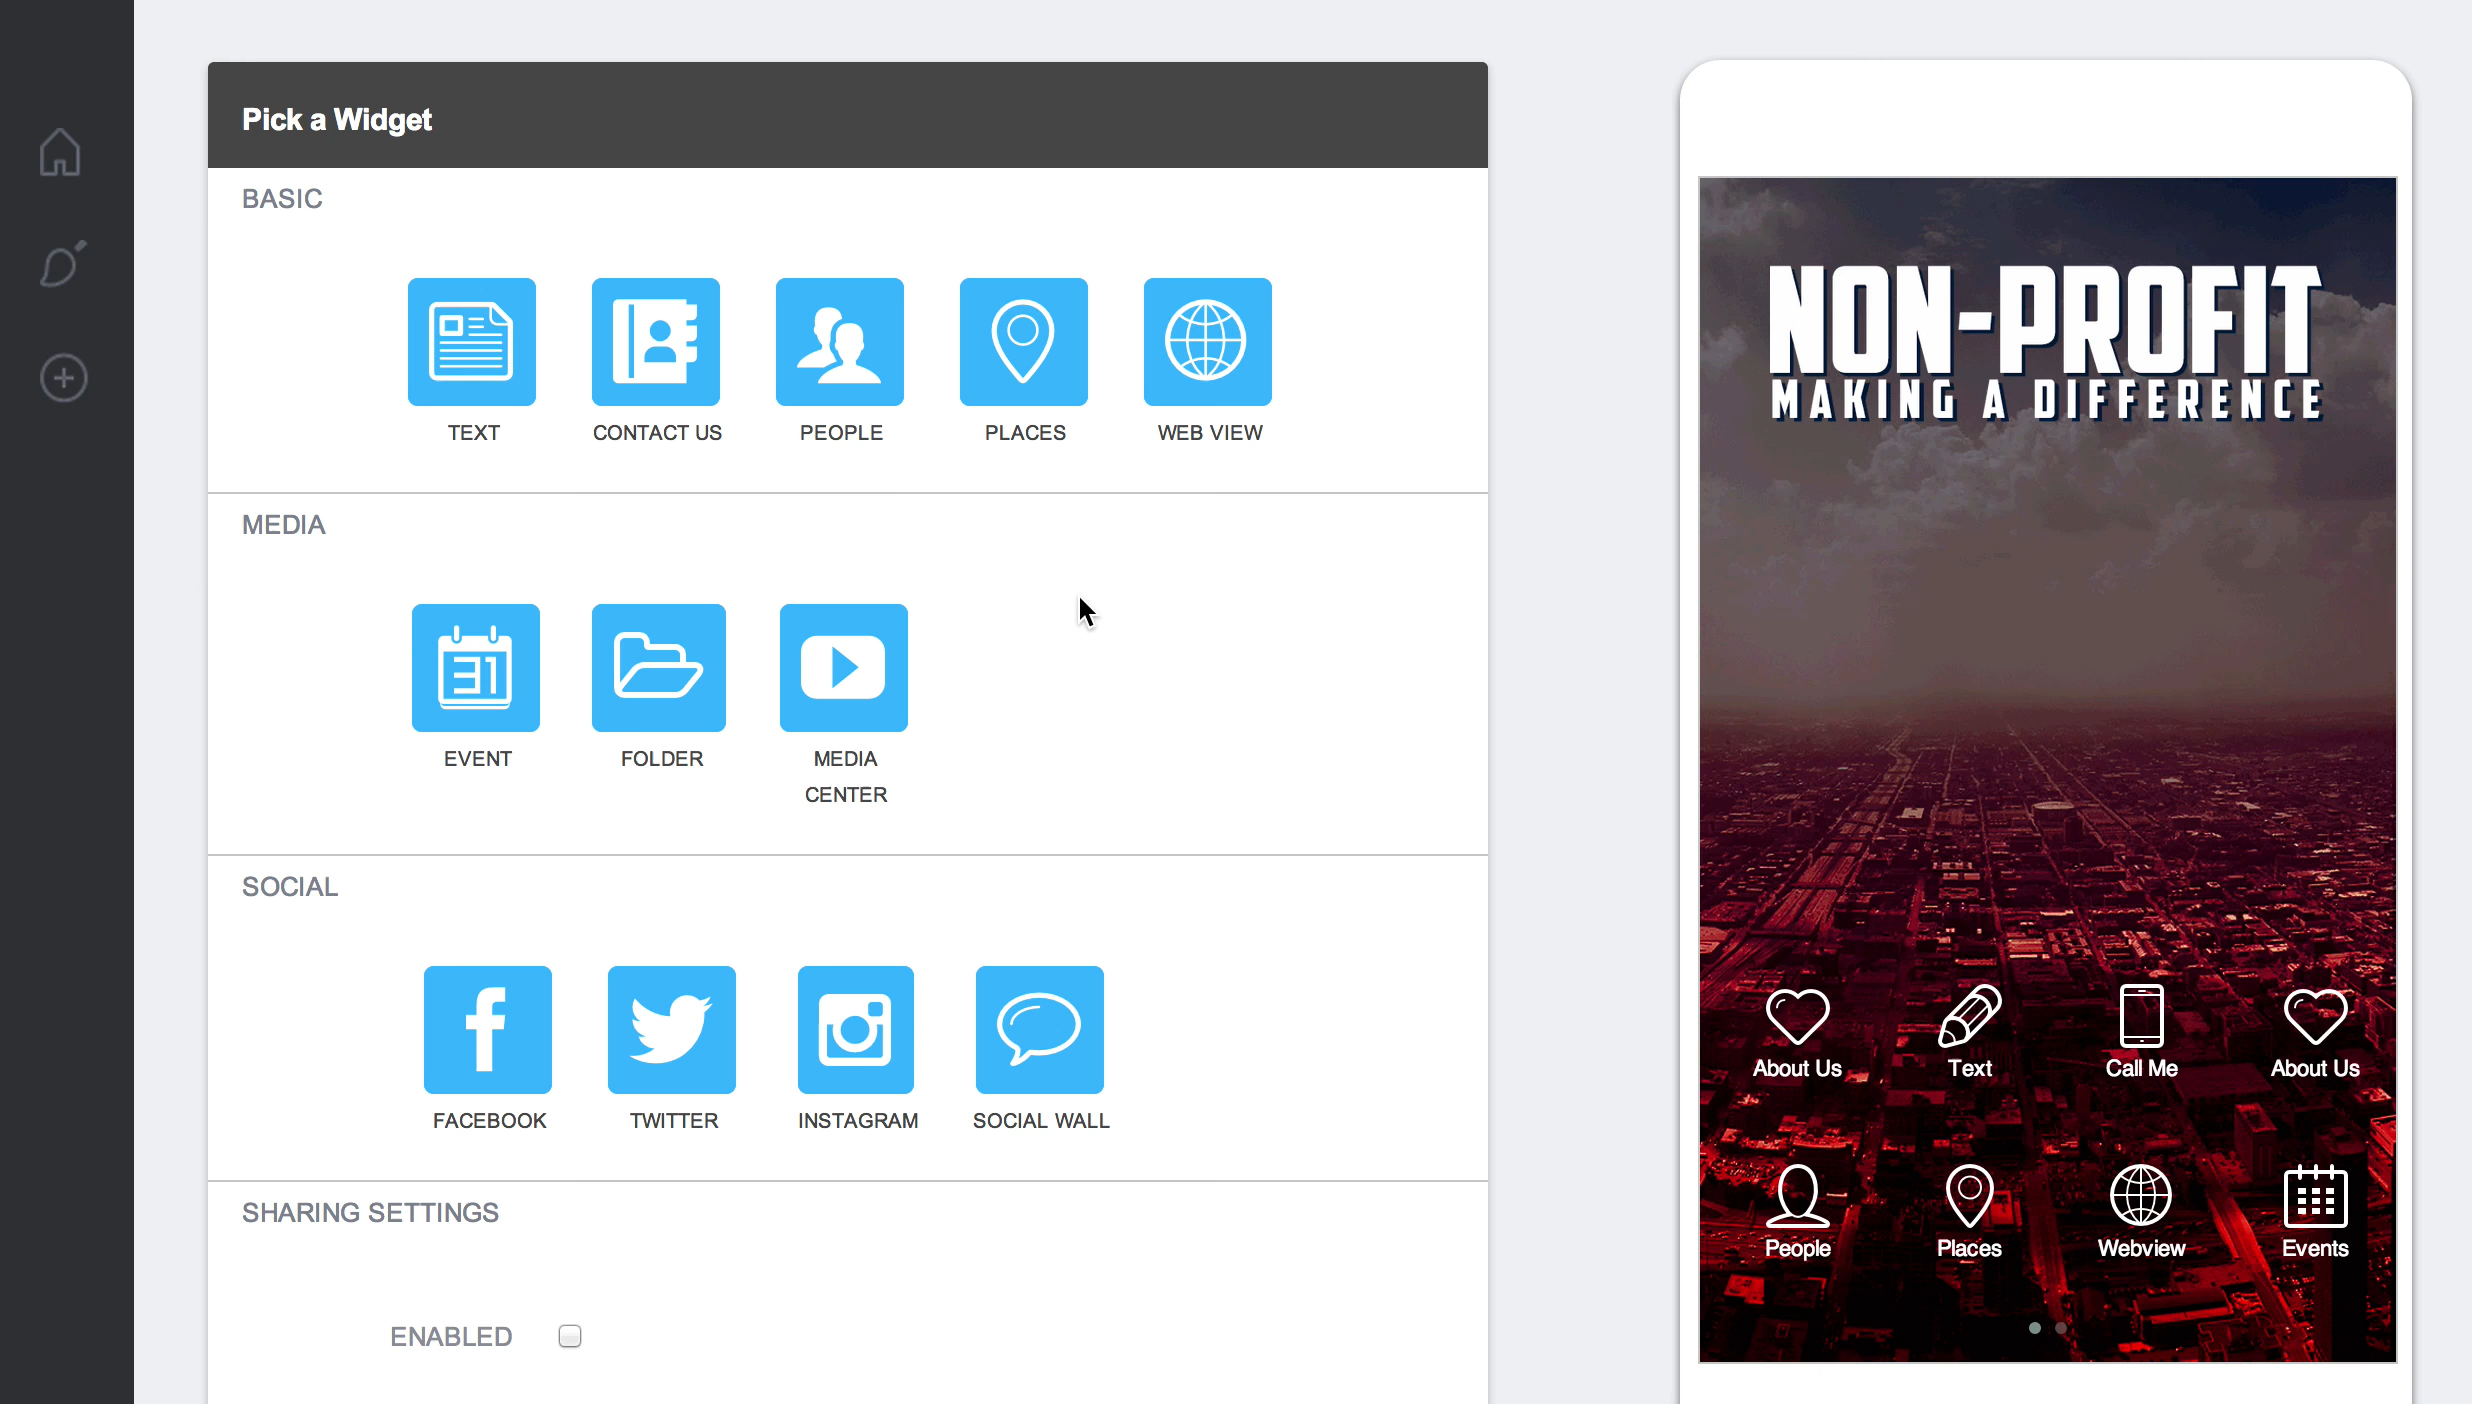 Pick a Widget
BASIC
TEXT
CONTACT US
PEOPLE
PLACES
WEB VIEW
MEDIA
31
EVENT
FOLDER
MEDIA
CENTER
SOCIAL
FACEBOOK
TWITTER
INSTAGRAM
SOCIAL WALL
SHARING SETTINGS
ENABLED
NON-PROFIT
MAKING A DIFFERENCE
About Us
Text
Call Me
About Us
People
Places
Webview
Events